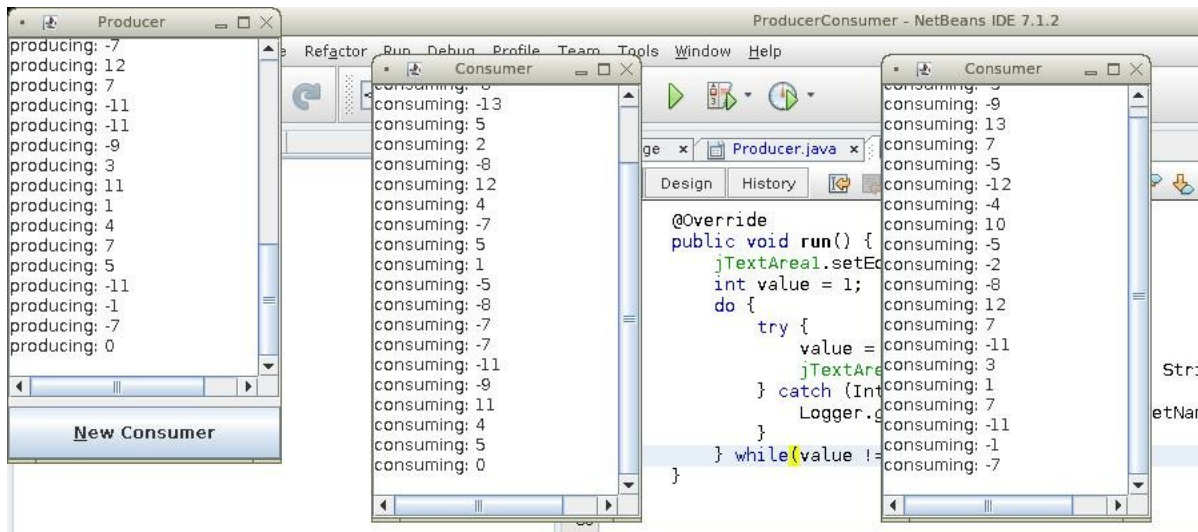 Producer
producing: -7
producing: 12
producing: 7
producing: -11
producing: -11
producing: -9
producing: 3
producing: 11
producing: 1
producing: 4
producing: 7
producing: 5
producing: -11
producing: -1
producing: -7
producing: 0
New Consumer
ProducerConsumer - NetBeans IDE 7.1.2
Refactor Run Debug Profile Team Tools Window Help
Consumer
consuming: -13
consuming: 5
consuming: 2
consuming: -8
consuming: 12
consuming: 4
consuming: -7
consuming: 5
consuming: 1
consuming: -5
consuming: -8
consuming: -7
consuming: -7
consuming: -11
consuming: -9
consuming: 11
consuming: 4
consuming: 5
consuming: 0
ge Producer.java
Design History
@Override
public void run() {
jTextArea1.setEd
int value = 1;
do {
try {
value =
jTextAre Stri
} catch (Int
Logger.g etNam
}
} while(value !=
}
Consumer
consuming: -9
consuming: 13
consuming: 7
consuming: -5
consuming: -12
consuming: -4
consuming: 10
consuming: -5
consuming: -2
consuming: -8
consuming: 12
consuming: 7
consuming: -11
consuming: 3
consuming: 1
consuming: 7
consuming: -11
consuming: -1
consuming: -7